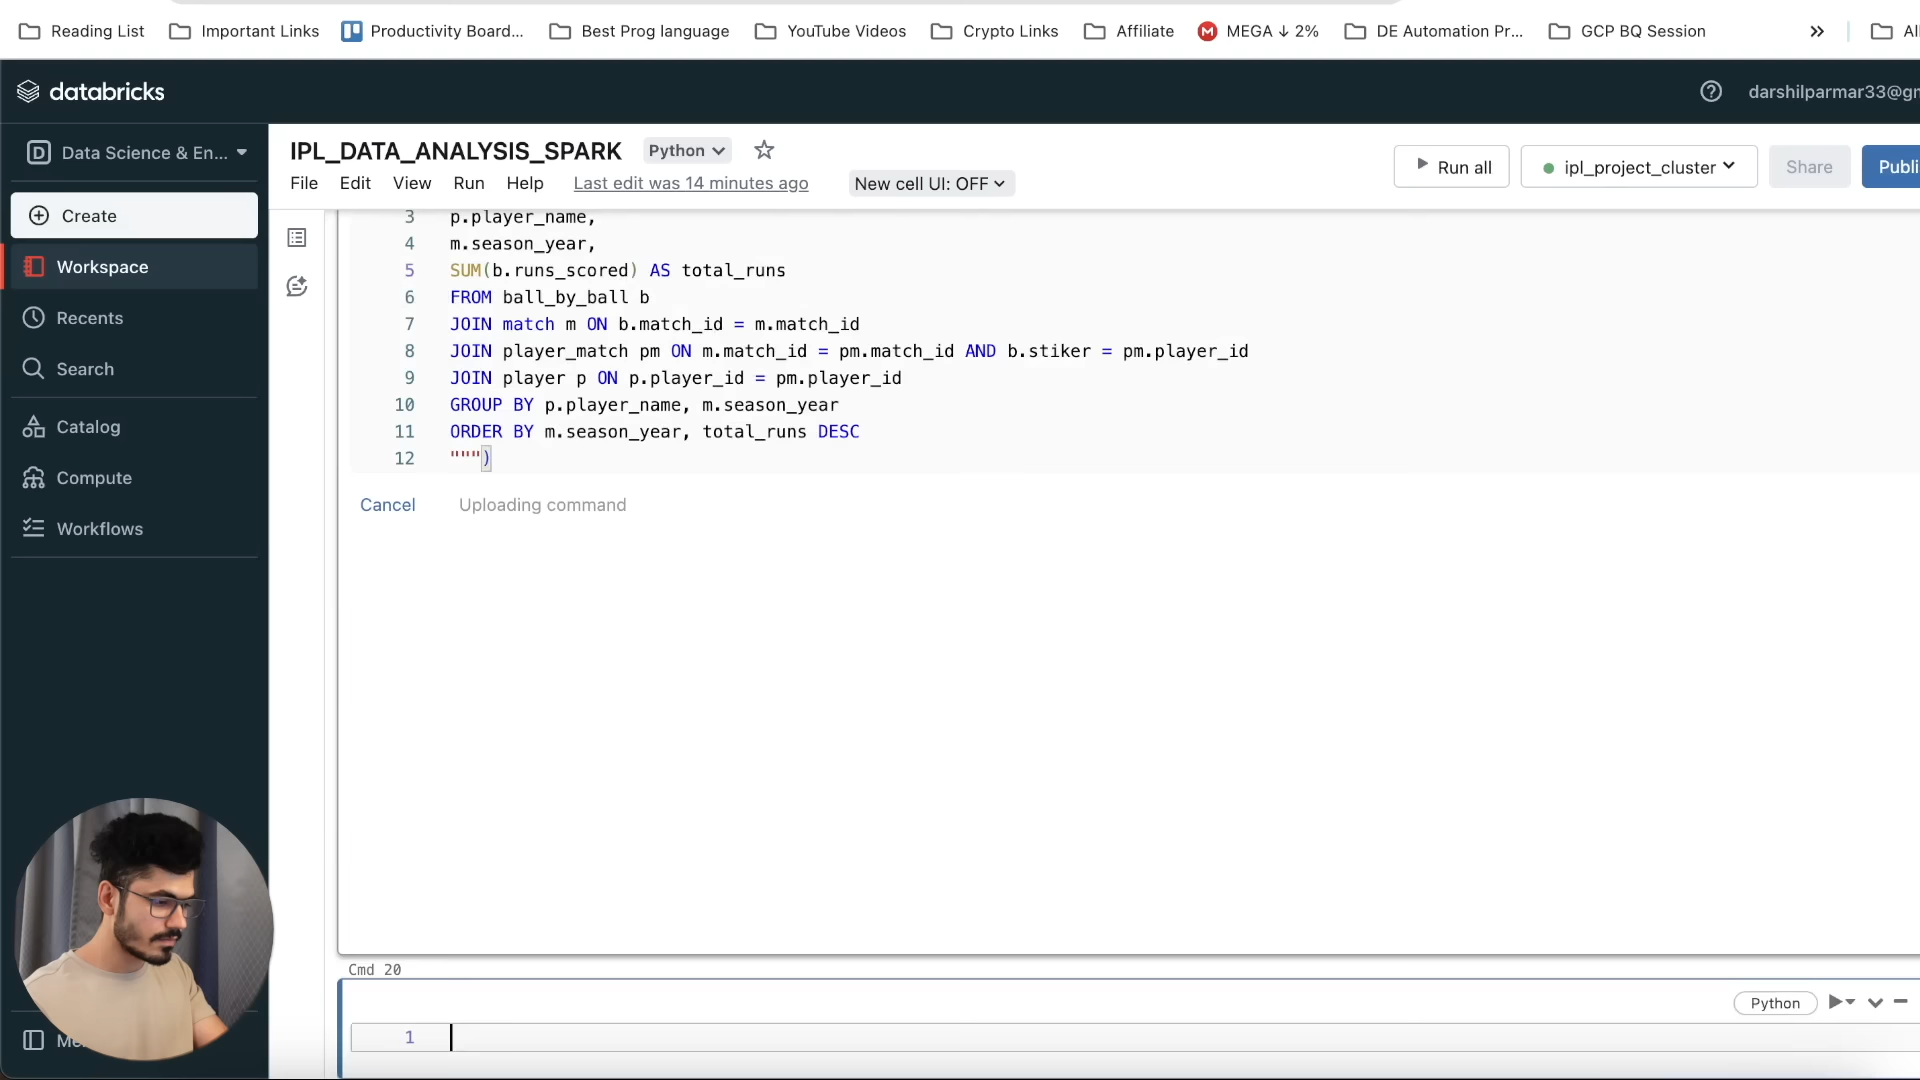 Reading List Important Links Productivity Board... Best Prog language YouTube Videos Crypto Links Affiliate MEGA ↓ 2% DE Automation Pr... GCP BQ Session » All
databricks darshilparmar33@gm
Data Science & En...
Create
Workspace
Recents
Search
Catalog
Compute
Workflows
IPL_DATA_ANALYSIS_SPARK Python
File Edit View Run Help Last edit was 14 minutes ago New cell UI: OFF
Run all ipl_project_cluster Share Publi
3 p.player_name,
4 m.season_year,
5 SUM(b.runs_scored) AS total_runs
6 FROM ball_by_ball b
7 JOIN match m ON b.match_id = m.match_id
8 JOIN player_match pm ON m.match_id = pm.match_id AND b.stiker = pm.player_id
9 JOIN player p ON p.player_id = pm.player_id
10 GROUP BY p.player_name, m.season_year
11 ORDER BY m.season_year, total_runs DESC
12 """)
Cancel Uploading command
Cmd 20
Python
1